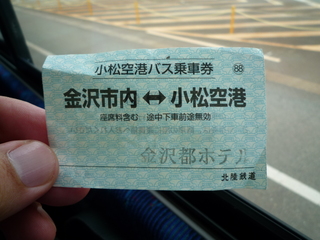 小松空港バス乗車券 88
金沢市内 ↔ 小松空港
座席料含む 途中下車前途無効
金沢都ホテル
北陸鉄道